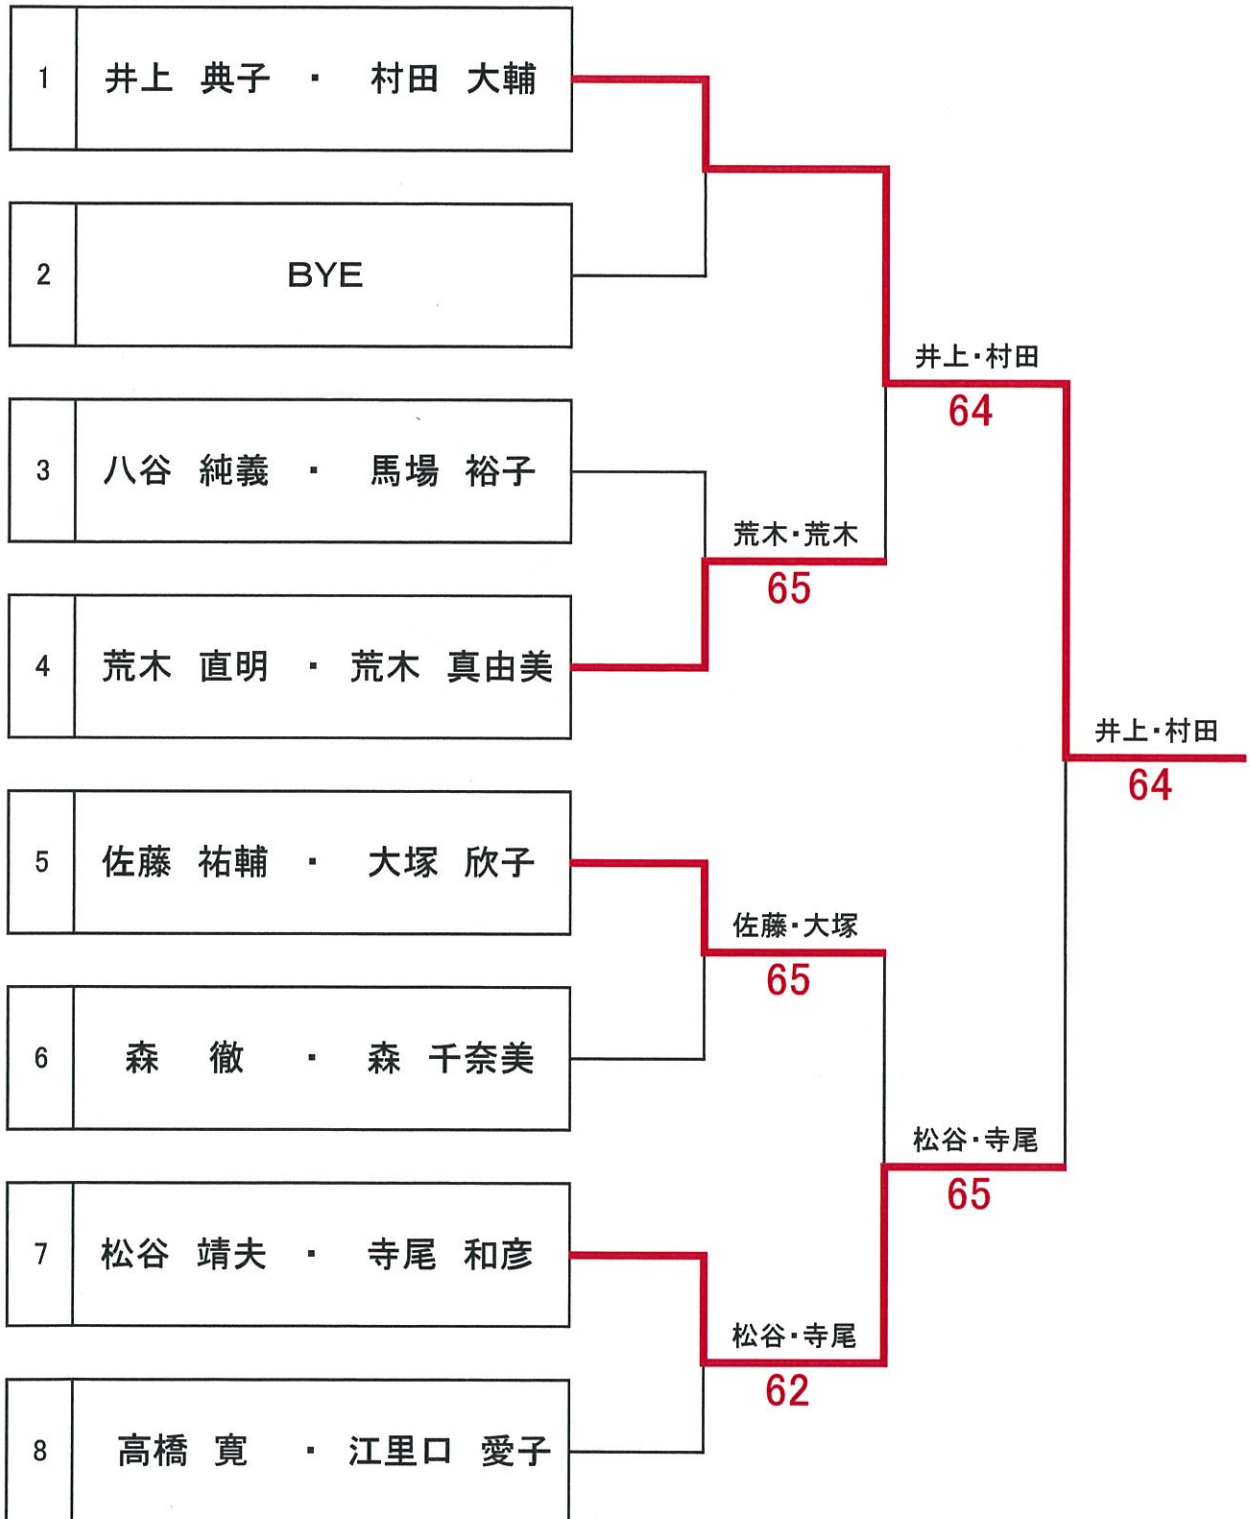 1 井上 典子 ・ 村田 大輔
2 BYE
井上・村田
64
3 八谷 純義 ・ 馬場 裕子
荒木・荒木
65
4 荒木 直明 ・ 荒木 真由美
井上・村田
64
5 佐藤 祐輔 ・ 大塚 欣子
佐藤・大塚
65
6 森 徹 ・ 森 千奈美
松谷・寺尾
65
7 松谷 靖夫 ・ 寺尾 和彦
松谷・寺尾
62
8 高橋 寛 ・ 江里口 愛子